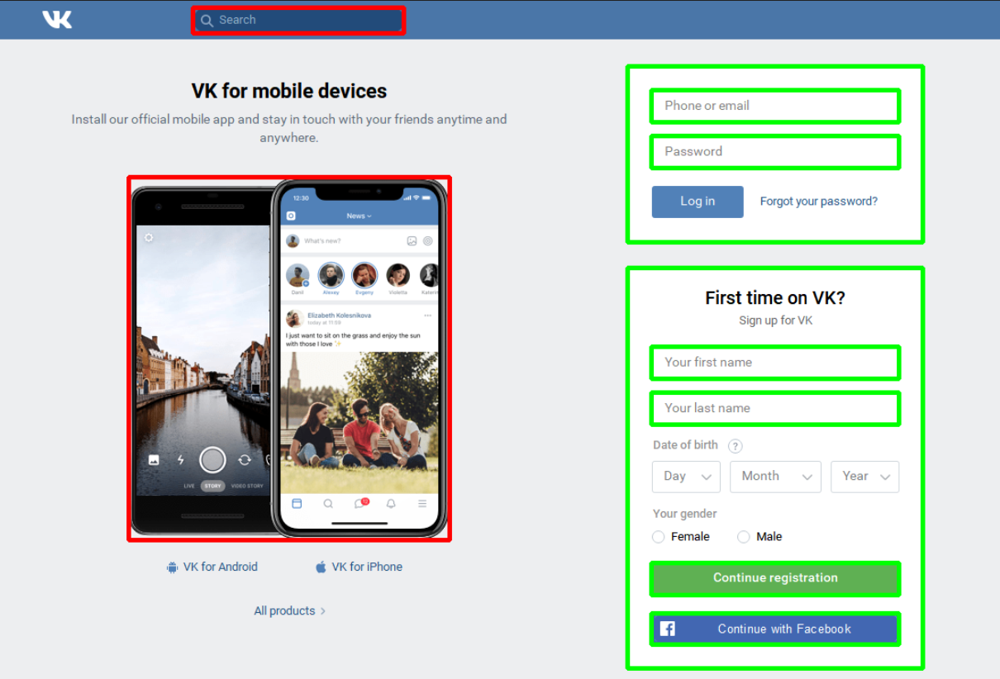 VK
Search
VK for mobile devices
Install our official mobile app and stay in touch with your friends anytime and
anywhere.
12:30
News
What's new?
Danil
Alexey
Evgeny
Violetta
Elizabeth Kolesnikova
today at 11:59
I just want to sit on the grass and enjoy the sun
with those I love
LIVE
STORY
VIDEO STORY
VK for Android
VK for iPhone
All products
Phone or email
Password
Log in
Forgot your password?
First time on VK?
Sign up for VK
Your first name
Your last name
Date of birth ?
Day
Month
Year
Your gender
Female
Male
Continue registration
f Continue with Facebook